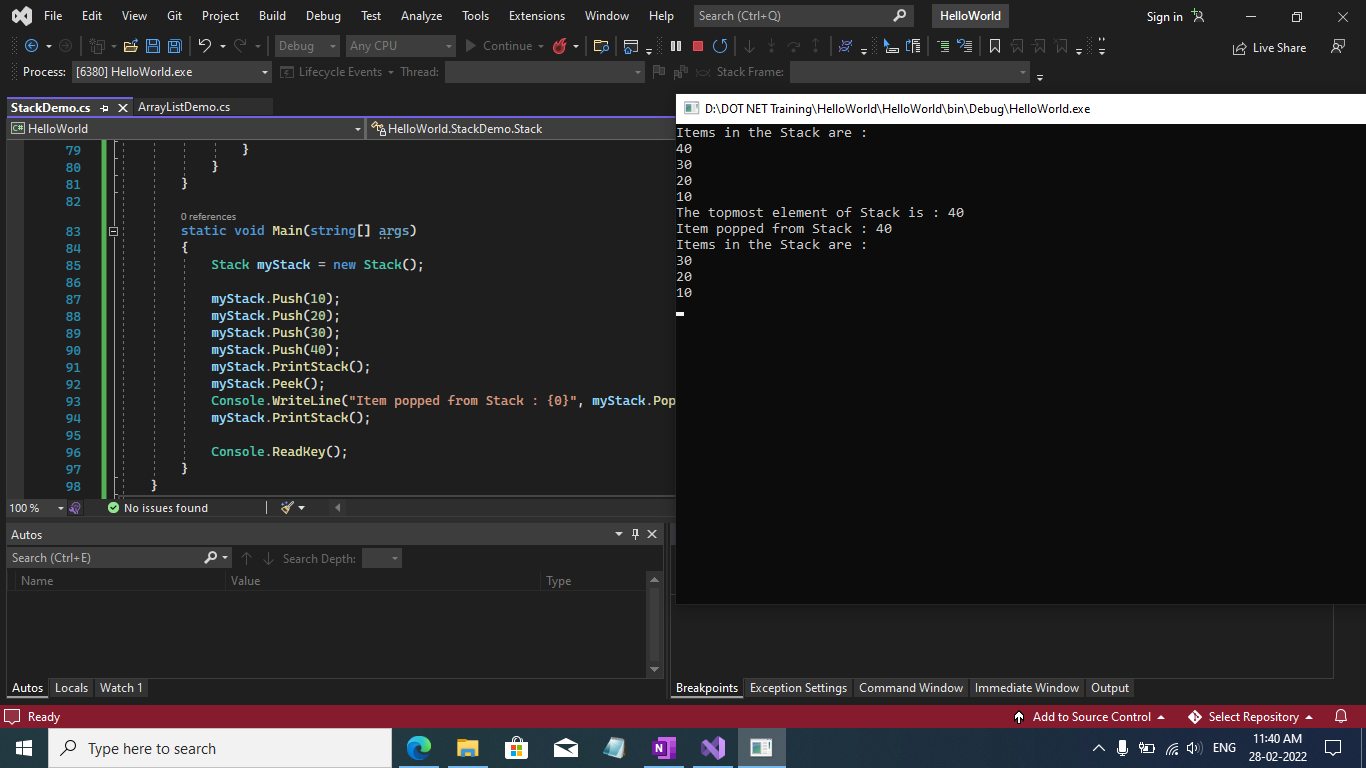 File Edit View Git Project Build Debug Test Analyze Tools Extensions Window Help Search (Ctrl+Q) HelloWorld Sign in
Debug Any CPU Continue Live Share
Process: [6380] HelloWorld.exe Lifecycle Events Thread: Stack Frame:
StackDemo.cs ArrayListDemo.cs
HelloWorld HelloWorld.StackDemo.Stack
79 }
80 }
81 }
82
0 references
83 static void Main(string[] args)
84 {
85 Stack myStack = new Stack();
86
87 myStack.Push(10);
88 myStack.Push(20);
89 myStack.Push(30);
90 myStack.Push(40);
91 myStack.PrintStack();
92 myStack.Peek();
93 Console.WriteLine("Item popped from Stack : {0}", myStack.Pop
94 myStack.PrintStack();
95
96 Console.ReadKey();
97 }
98 }
100 % No issues found
D:\DOT NET Training\HelloWorld\HelloWorld\bin\Debug\HelloWorld.exe
Items in the Stack are :
40
30
20
10
The topmost element of Stack is : 40
Item popped from Stack : 40
Items in the Stack are :
30
20
10
Autos
Search (Ctrl+E) Search Depth:
Name Value Type
Autos Locals Watch 1
Breakpoints Exception Settings Command Window Immediate Window Output
Ready Add to Source Control Select Repository
Type here to search
N
ENG
11:40 AM
28-02-2022